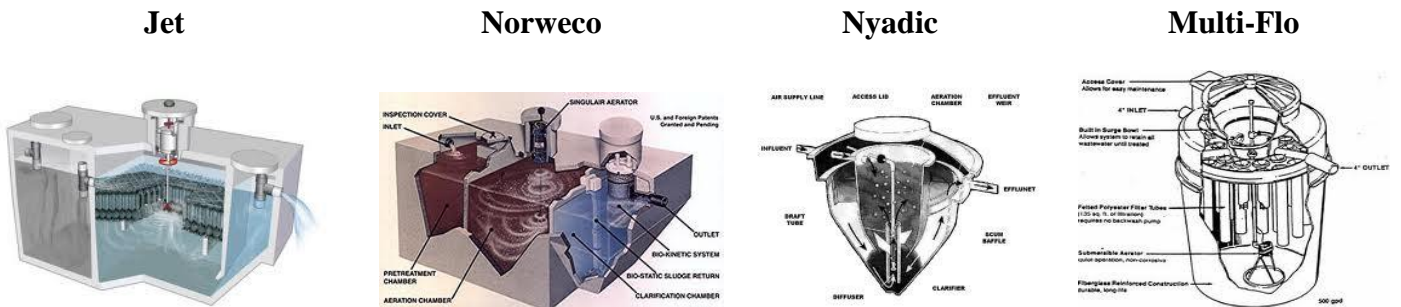 Jet
Norweco
Nyadic
Multi-Flo
SINGULAIR AERATOR
INSPECTION COVER
INLET
U.S. and Foreign Patents
Granted and Pending
OUTLET
BIO-KINETIC SYSTEM
BIO-STATIC SLUDGE RETURN
CLARIFICATION CHAMBER
PRETREATMENT
CHAMBER
AERATION CHAMBER
AIR SUPPLY LINE
ACCESS LID
AERATION
CHAMBER
EFFLUENT
WEIR
INFLUENT
EFFLUNET
DRAFT
TUBE
SCUM
BAFFLE
DIFFUSER
CLARIFIER
Access Cover
Allows for easy maintenance
4" INLET
Built in Surge Bowl
Allows system to retain all
wastewater until treated
4" OUTLET
Felted Polyester Filter Tubes
requires no backwash pump
Submersible Aerator
quiet operation, non-corrosive
Fiberglass Reinforced Construction
durable, long-life
500 gpd